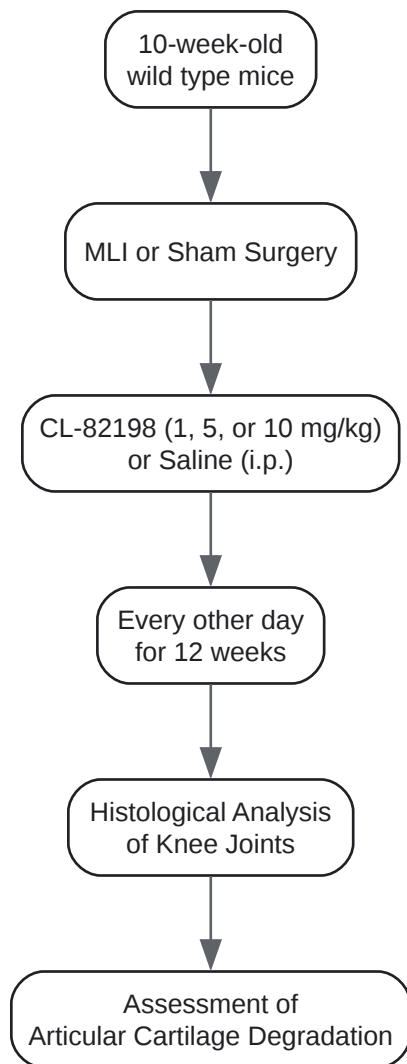 10-week-old
wild type mice
MLI or Sham Surgery
CL-82198 (1, 5, or 10 mg/kg)
or Saline (i.p.)
Every other day
for 12 weeks
Histological Analysis
of Knee Joints
Assessment of
Articular Cartilage Degradation